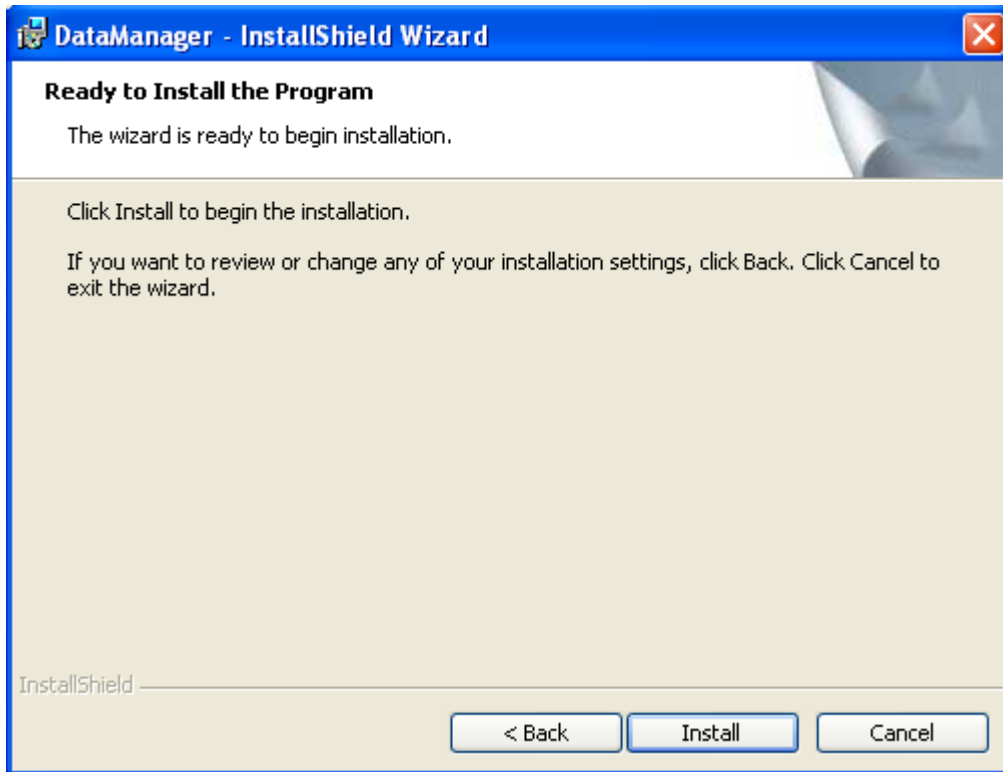 DataManager - InstallShield Wizard
Ready to Install the Program
The wizard is ready to begin installation.
Click Install to begin the installation.
If you want to review or change any of your installation settings, click Back. Click Cancel to
exit the wizard.
InstallShield
< Back
Install
Cancel